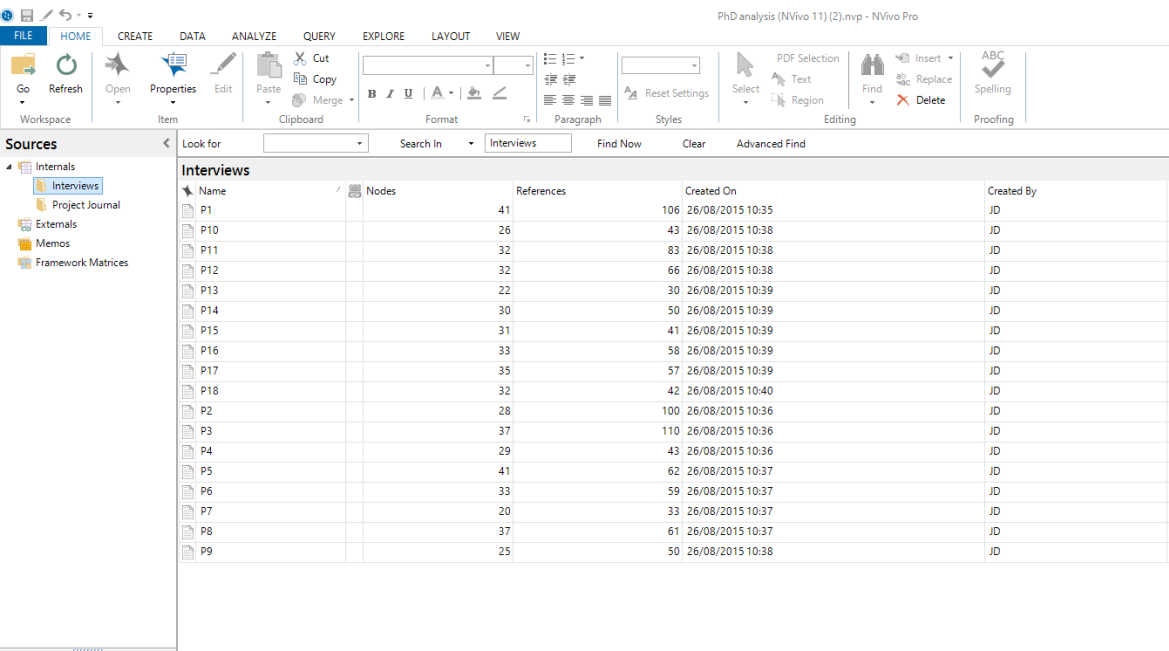 PhD analysis (NVivo 11) (2).nvp - NVivo Pro
FILE HOME CREATE DATA ANALYZE QUERY EXPLORE LAYOUT VIEW
Go Refresh Open Properties Edit Paste Cut Copy Merge B I U A Reset Settings Select PDF Selection Text Region Find Insert Replace Delete ABC Spelling
Workspace Item Clipboard Format Paragraph Styles Editing Proofing
Sources
Internals
Interviews
Project Journal
Externals
Memos
Framework Matrices
Look for Search In Interviews Find Now Clear Advanced Find
Interviews
Name Nodes References Created On Created By
P1 41 106 26/08/2015 10:35 JD
P10 26 43 26/08/2015 10:38 JD
P11 32 83 26/08/2015 10:38 JD
P12 32 66 26/08/2015 10:38 JD
P13 22 30 26/08/2015 10:39 JD
P14 30 50 26/08/2015 10:39 JD
P15 31 41 26/08/2015 10:39 JD
P16 33 58 26/08/2015 10:39 JD
P17 35 57 26/08/2015 10:39 JD
P18 32 42 26/08/2015 10:40 JD
P2 28 100 26/08/2015 10:36 JD
P3 37 110 26/08/2015 10:36 JD
P4 29 43 26/08/2015 10:36 JD
P5 41 62 26/08/2015 10:37 JD
P6 33 59 26/08/2015 10:37 JD
P7 20 33 26/08/2015 10:37 JD
P8 37 61 26/08/2015 10:37 JD
P9 25 50 26/08/2015 10:38 JD